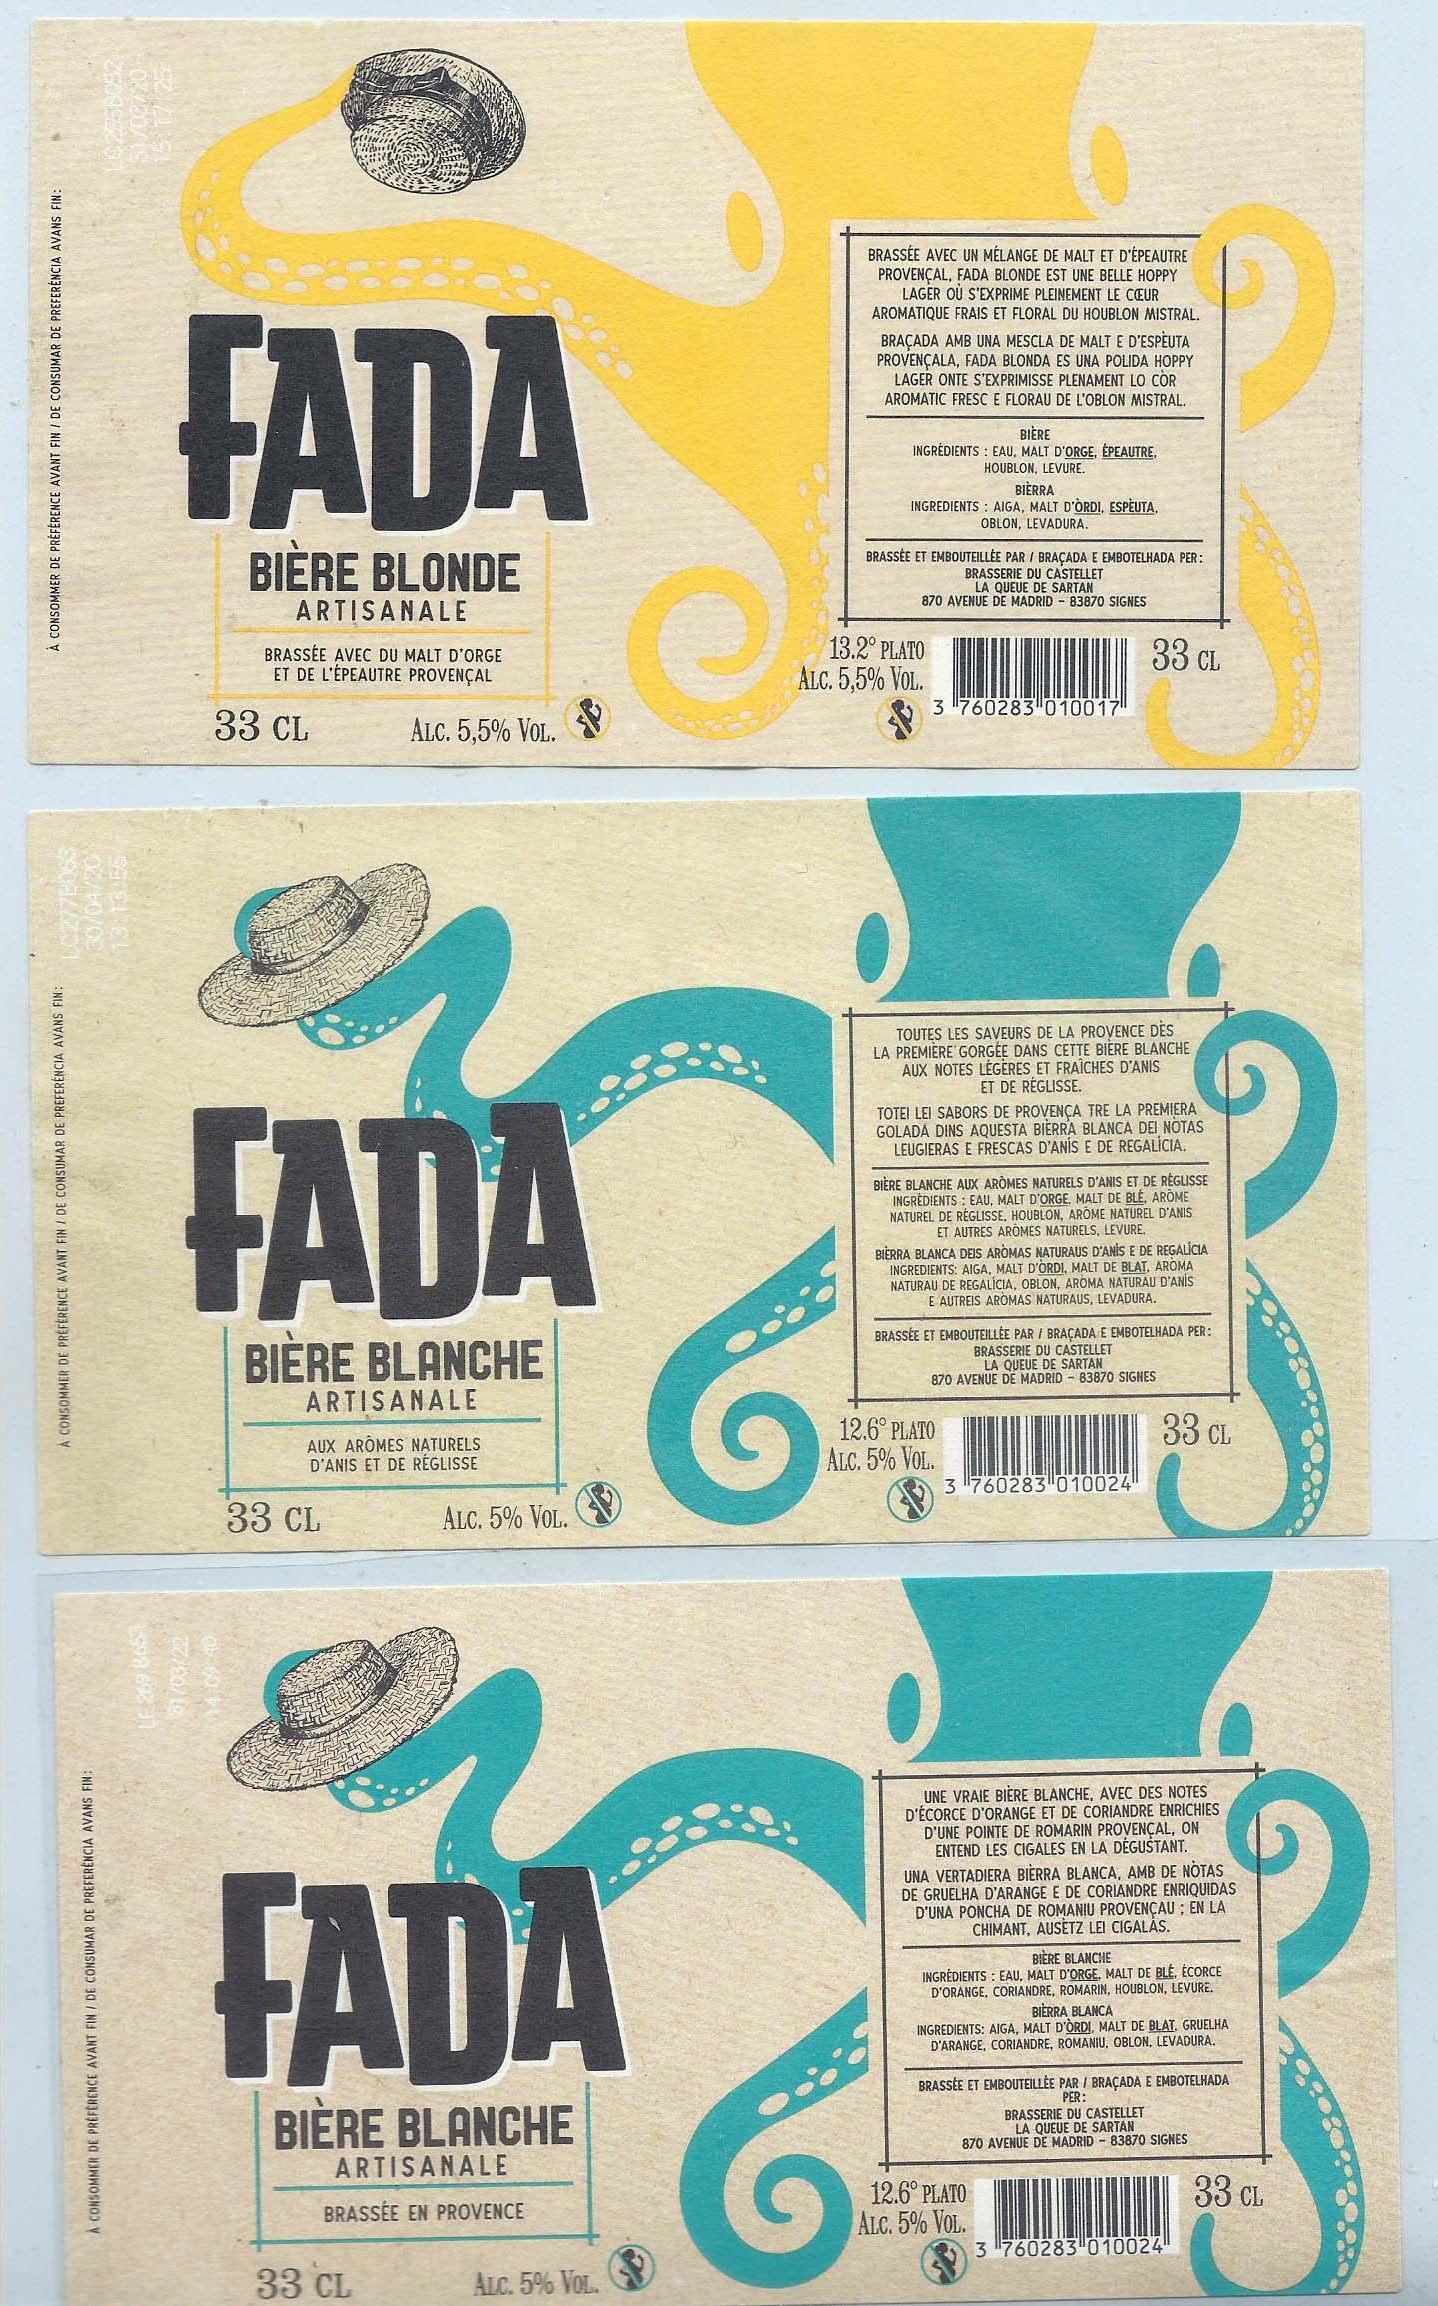 LC255B052
31/03/20
15:17 25
À CONSOMMER DE PRÉFÉRENCE AVANT FIN / DE CONSUMAR DE PREFERÉNCIA AVANS FIN:
FADA
BIÈRE BLONDE
ARTISANALE
BRASSÉE AVEC DU MALT D'ORGE
ET DE L'ÉPEAUTRE PROVENÇAL
33 CL
ALC. 5,5% VOL.
BRASSÉE AVEC UN MÉLANGE DE MALT ET D'ÉPEAUTRE
PROVENÇAL, FADA BLONDE EST UNE BELLE HOPPY
LAGER OÙ S'EXPRIME PLEINEMENT LE CŒUR
AROMATIQUE FRAIS ET FLORAL DU HOUBLON MISTRAL.
BRAÇADA AMB UNA MESCLA DE MALT E D'ESPÈUTA
PROVENÇALA, FADA BLONDA ES UNA POLIDA HOPPY
LAGER ONTE S'EXPRIMISSE PLENAMENT LO CÒR
AROMATIC FRESC E FLORAU DE L'OBLON MISTRAL.
BIÈRE
INGRÉDIENTS : EAU, MALT D'ORGE, ÉPEAUTRE,
HOUBLON, LEVURE.
BIÈRRA
INGREDIENTS : AIGA, MALT D'ÒRDI, ESPÈUTA,
OBLON, LEVADURA.
BRASSÉE ET EMBOUTEILLÉE PAR / BRAÇADA E EMBOTELHADA PER:
BRASSERIE DU CASTELLET
LA QUEUE DE SARTAN
870 AVENUE DE MADRID – 83870 SIGNES
13.2° PLATO
ALC. 5,5% VOL.
3 760283 010017
33 CL
LC277B063
30/04/20
13 13 55
À CONSOMMER DE PRÉFÉRENCE AVANT FIN / DE CONSUMAR DE PREFERÉNCIA AVANS FIN:
FADA
BIÈRE BLANCHE
ARTISANALE
AUX ARÔMES NATURELS
D'ANIS ET DE RÉGLISSE
33 CL
ALC. 5% VOL.
TOUTES LES SAVEURS DE LA PROVENCE DÈS
LA PREMIÈRE GORGÉE DANS CETTE BIÈRE BLANCHE
AUX NOTES LÉGÈRES ET FRAÎCHES D'ANIS
ET DE RÉGLISSE.
TOTEI LEI SABORS DE PROVENÇA TRE LA PREMIERA
GOLADA DINS AQUESTA BIÈRRA BLANCA DEI NÒTAS
LEUGIERAS E FRESCAS D'ANÍS E DE REGALÍCIA.
BIÈRE BLANCHE AUX ARÔMES NATURELS D'ANIS ET DE RÉGLISSE
INGRÉDIENTS : EAU, MALT D'ORGE, MALT DE BLÉ, ARÔME
NATUREL DE RÉGLISSE, HOUBLON, ARÔME NATUREL D'ANIS
ET AUTRES ARÔMES NATURELS, LEVURE.
BIÈRRA BLANCA DEIS ARÒMAS NATURAUS D'ANÍS E DE REGALÍCIA
INGREDIENTS: AIGA, MALT D'ÒRDI, MALT DE BLAT, ARÒMA
NATURAU DE REGALÍCIA, OBLON, ARÒMA NATURAU D'ANÍS
E AUTREIS ARÒMAS NATURAUS, LEVADURA.
BRASSÉE ET EMBOUTEILLÉE PAR / BRAÇADA E EMBOTELHADA PER:
BRASSERIE DU CASTELLET
LA QUEUE DE SARTAN
870 AVENUE DE MADRID – 83870 SIGNES
12.6° PLATO
ALC. 5% VOL.
3 760283 010024
33 CL
31/03/22
14:09:40
À CONSOMMER DE PRÉFÉRENCE AVANT FIN / DE CONSUMAR DE PREFERÉNCIA AVANS FIN:
FADA
BIÈRE BLANCHE
ARTISANALE
BRASSÉE EN PROVENCE
33 CL
ALC. 5% VOL.
UNE VRAIE BIÈRE BLANCHE, AVEC DES NOTES
D'ÉCORCE D'ORANGE ET DE CORIANDRE ENRICHIES
D'UNE POINTE DE ROMARIN PROVENÇAL, ON
ENTEND LES CIGALES EN LA DÉGUSTANT.
UNA VERTADIERA BIÈRRA BLANCA, AMB DE NÒTAS
DE GRUELHA D'ARANGE E DE CORIANDRE ENRIQUIDAS
D'UNA PONCHA DE ROMANIU PROVENÇAU ; EN LA
CHIMANT, AUSÈTZ LEI CIGALAS.
BIÈRE BLANCHE
INGRÉDIENTS : EAU, MALT D'ORGE, MALT DE BLÉ, ÉCORCE
D'ORANGE, CORIANDRE, ROMARIN, HOUBLON, LEVURE.
BIÈRRA BLANCA
INGREDIENTS: AIGA, MALT D'ÒRDI, MALT DE BLAT, GRUELHA
D'ARANGE, CORIANDRE, ROMANIU, OBLON, LEVADURA.
BRASSÉE ET EMBOUTEILLÉE PAR / BRAÇADA E EMBOTELHADA
PER:
BRASSERIE DU CASTELLET
LA QUEUE DE SARTAN
870 AVENUE DE MADRID – 83870 SIGNES
12.6° PLATO
ALC. 5% VOL.
3 760283 010024
33 CL